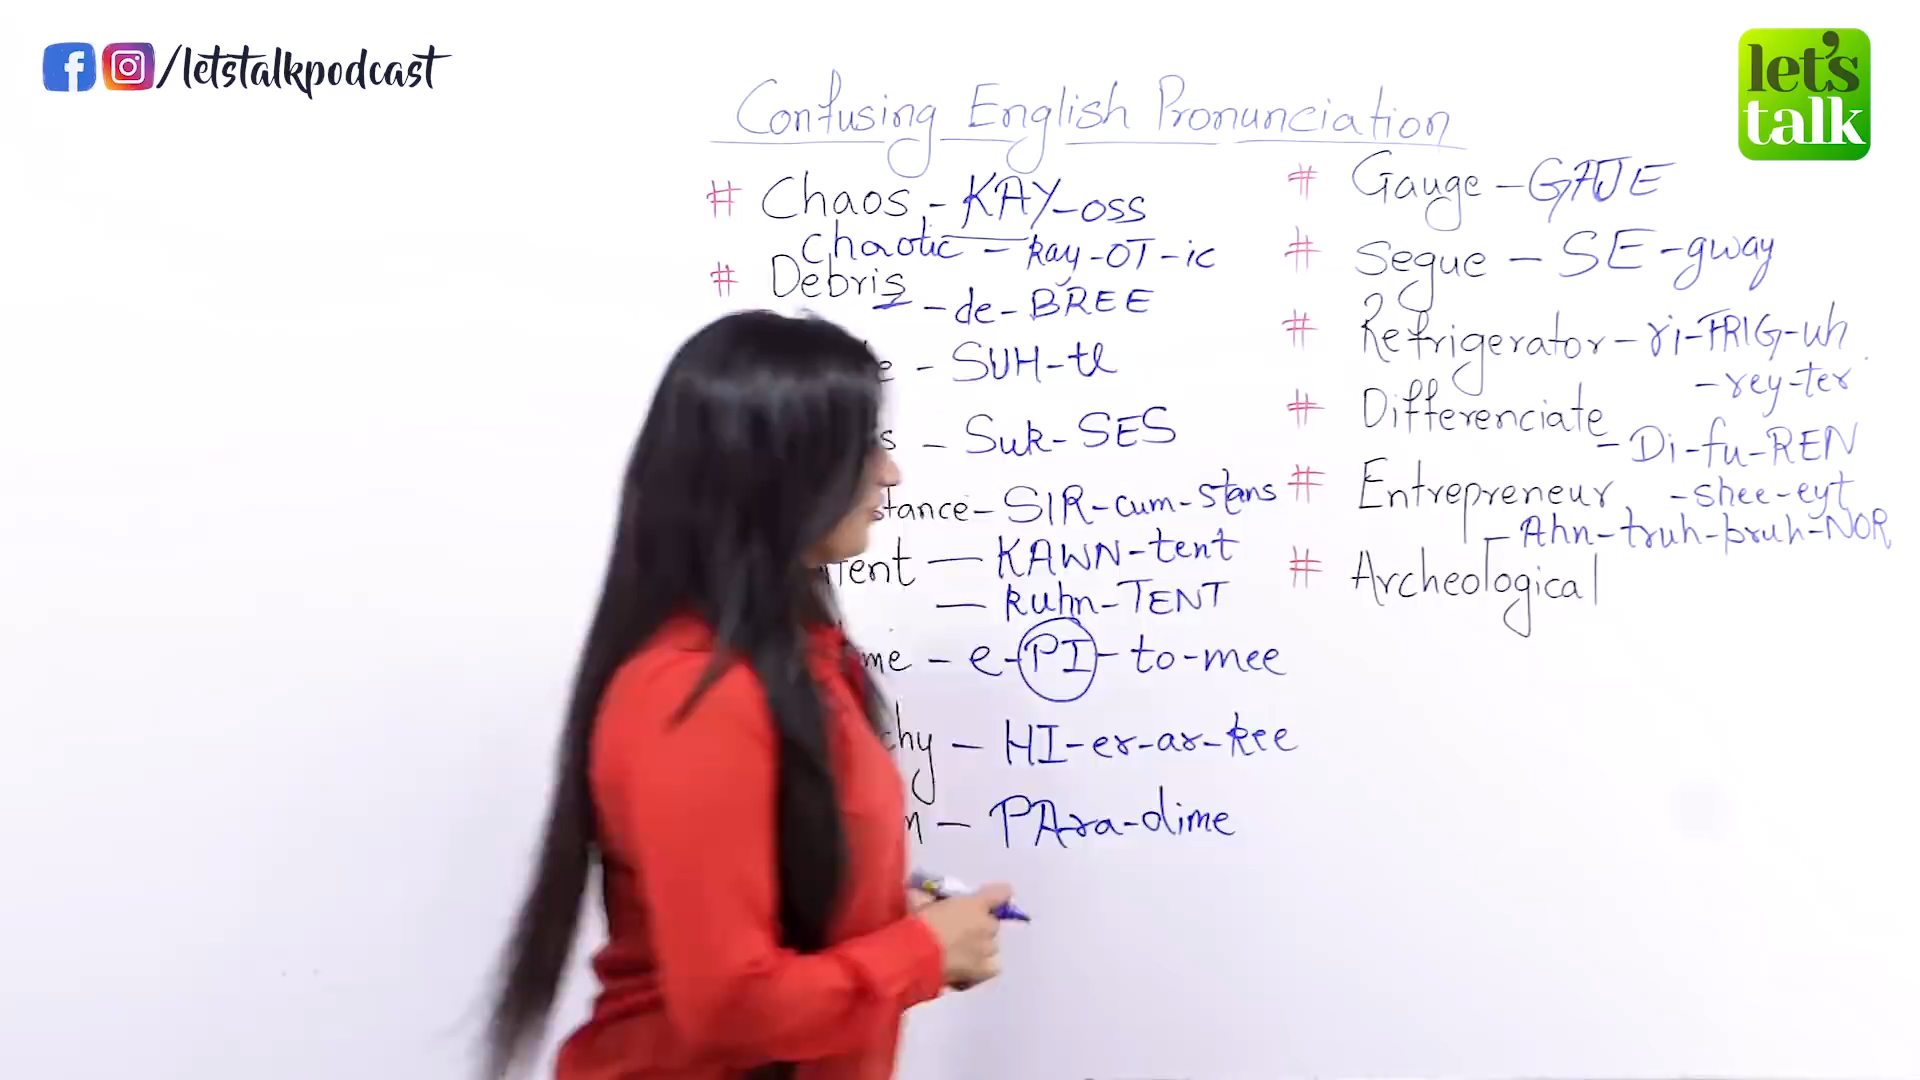 /letstalkpodcast
let's
talk
Confusing English Pronunciation
# Chaos - KAY-oss
Chaotic - kay-OT-ic
# Debris
- de-BREE
e - SUH-tl
s - Suk-SES
stance - SIR-cum-stans
tent - KAWN-tent
- kuhn-TENT
me - e-PI-to-mee
chy - HI-er-ar-kee
m - PAra-dime
# Gauge - GAJE
# Segue - SE-gway
# Refrigerator - ri-FRIG-uh
-rey-ter
# Differenciate
- Di-fu-REN
-shee-eyt
# Entrepreneur
- Ahn-truh-pruh-NOR
# Archeological